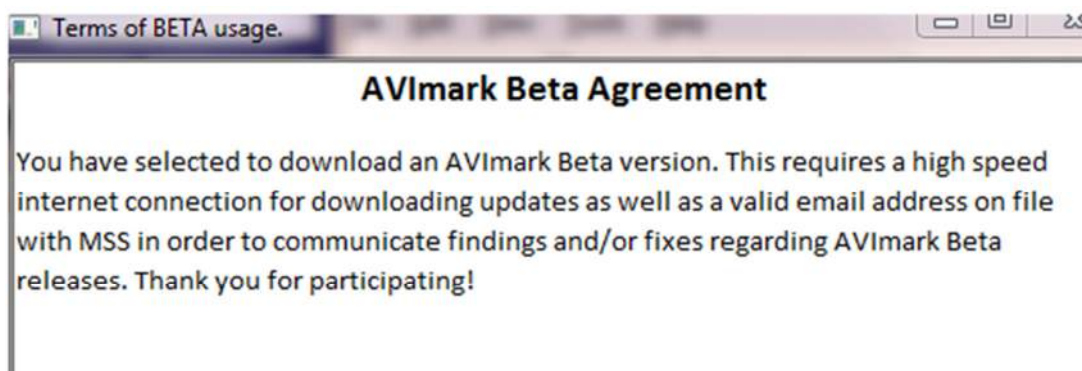 Terms of BETA usage.
AVImark Beta Agreement
You have selected to download an AVImark Beta version. This requires a high speed
internet connection for downloading updates as well as a valid email address on file
with MSS in order to communicate findings and/or fixes regarding AVImark Beta
releases. Thank you for participating!